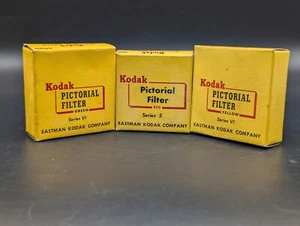 Kodak
PICTORIAL
FILTER
GREEN
Series VI
EASTMAN KODAK COMPANY
Kodak
Pictorial
Filter
RED
Series 5
EASTMAN KODAK COMPANY
Kodak
PICTORIAL
FILTER
YELLOW
Series VI
EASTMAN KODAK COMPANY